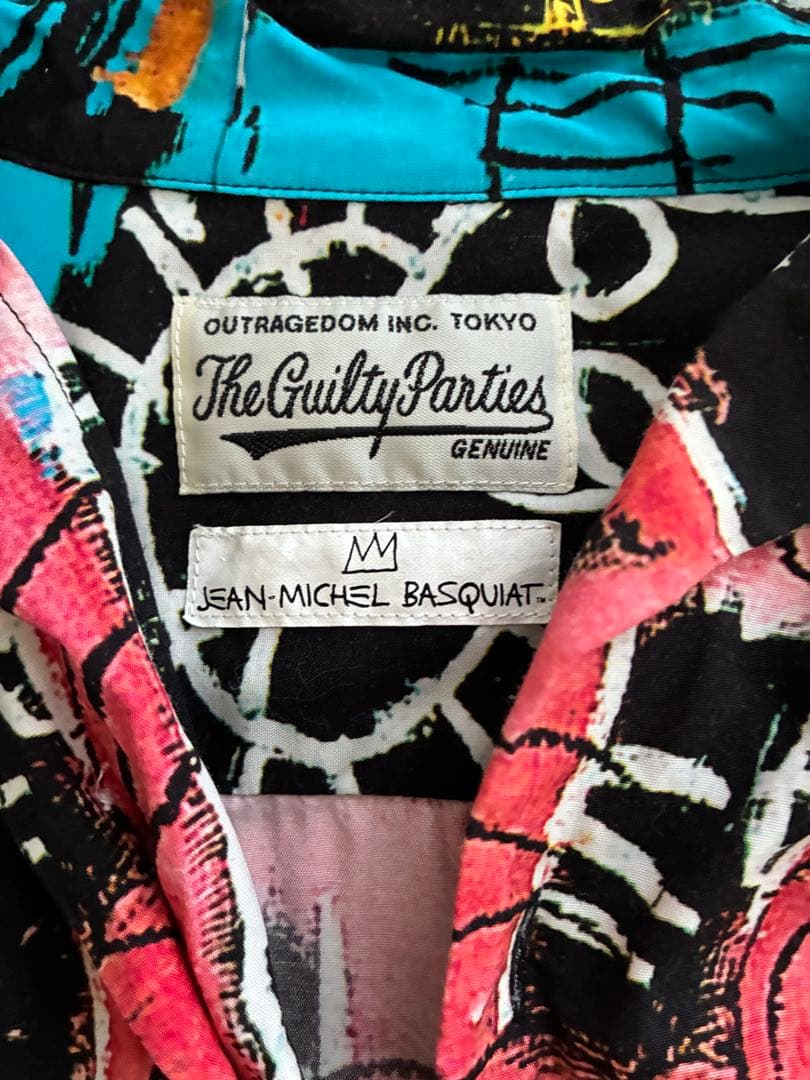 OUTRAGEDOM INC. TOKYO
The Guilty Parties
GENUINE
JEAN-MICHEL BASQUIAT™